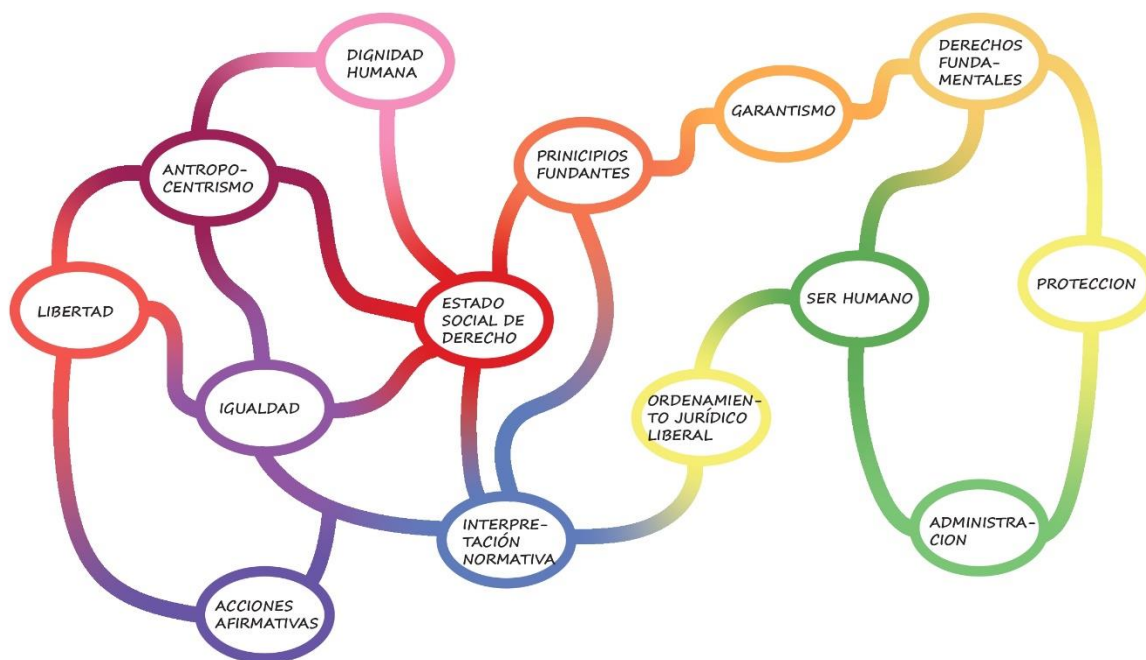 DIGNIDAD
HUMANA
DERECHOS
FUNDA-
MENTALES
GARANTISMO
PRINICIPIOS
FUNDANTES
ANTROPO-
CENTRISMO
LIBERTAD
ESTADO
SOCIAL DE
DERECHO
SER HUMANO
PROTECCION
IGUALDAD
ORDENAMIEN-
TO JURÍDICO
LIBERAL
INTERPRE-
TACIÓN
NORMATIVA
ADMINISTRA-
CION
ACCIONES
AFIRMATIVAS